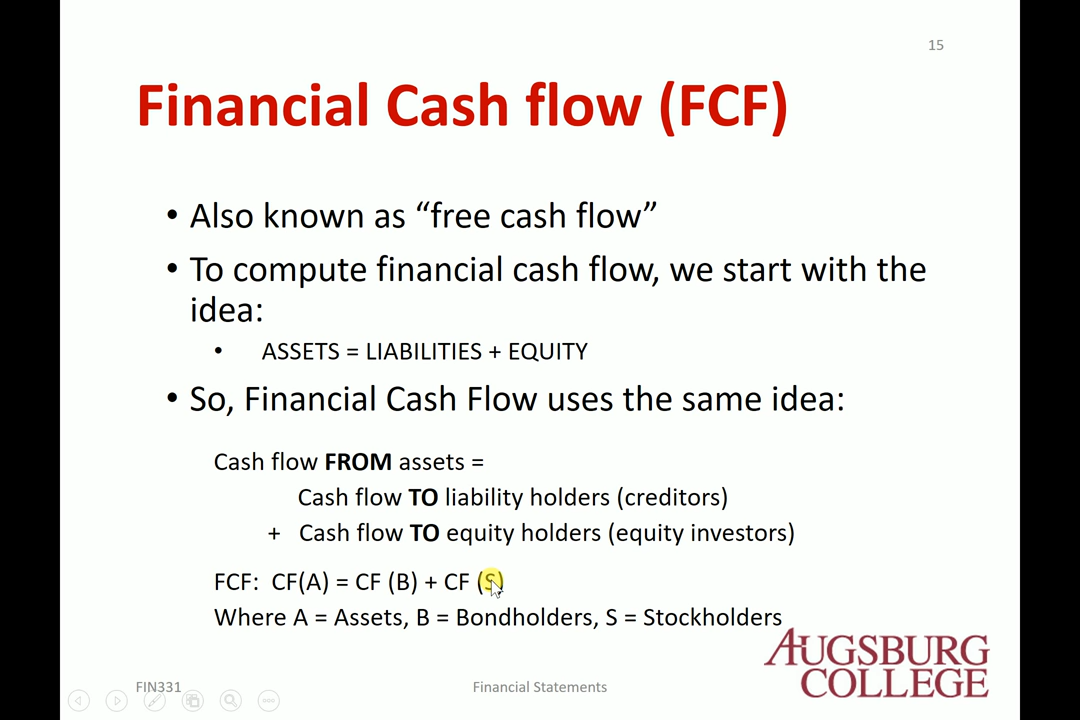 15
Financial Cash flow (FCF)
• Also known as “free cash flow”
• To compute financial cash flow, we start with the
idea:
• ASSETS = LIABILITIES + EQUITY
• So, Financial Cash Flow uses the same idea:
Cash flow FROM assets =
Cash flow TO liability holders (creditors)
+ Cash flow TO equity holders (equity investors)
FCF: CF(A) = CF (B) + CF (S)
Where A = Assets, B = Bondholders, S = Stockholders
AUGSBURG
COLLEGE
FIN331
Financial Statements